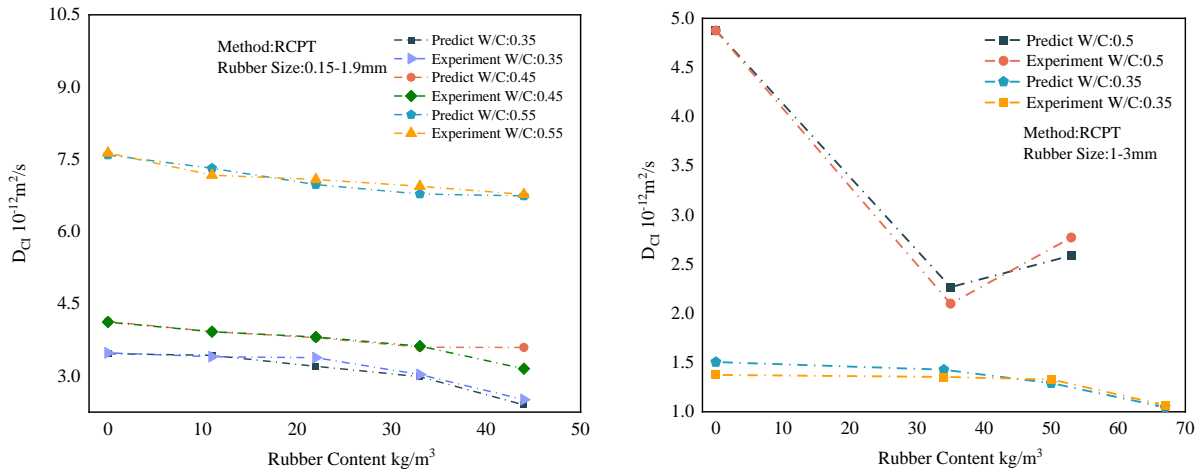 10.5
9.0
7.5
6.0
4.5
3.0
D_Cl 10^-12 m^2/s
Method:RCPT
Rubber Size:0.15-1.9mm
Predict W/C:0.35
Experiment W/C:0.35
Predict W/C:0.45
Experiment W/C:0.45
Predict W/C:0.55
Experiment W/C:0.55
0 10 20 30 40 50
Rubber Content kg/m^3
5.0
4.5
4.0
3.5
3.0
2.5
2.0
1.5
1.0
D_Cl 10^-12 m^2/s
Predict W/C:0.5
Experiment W/C:0.5
Predict W/C:0.35
Experiment W/C:0.35
Method:RCPT
Rubber Size:1-3mm
0 10 20 30 40 50 60 70
Rubber Content kg/m^3